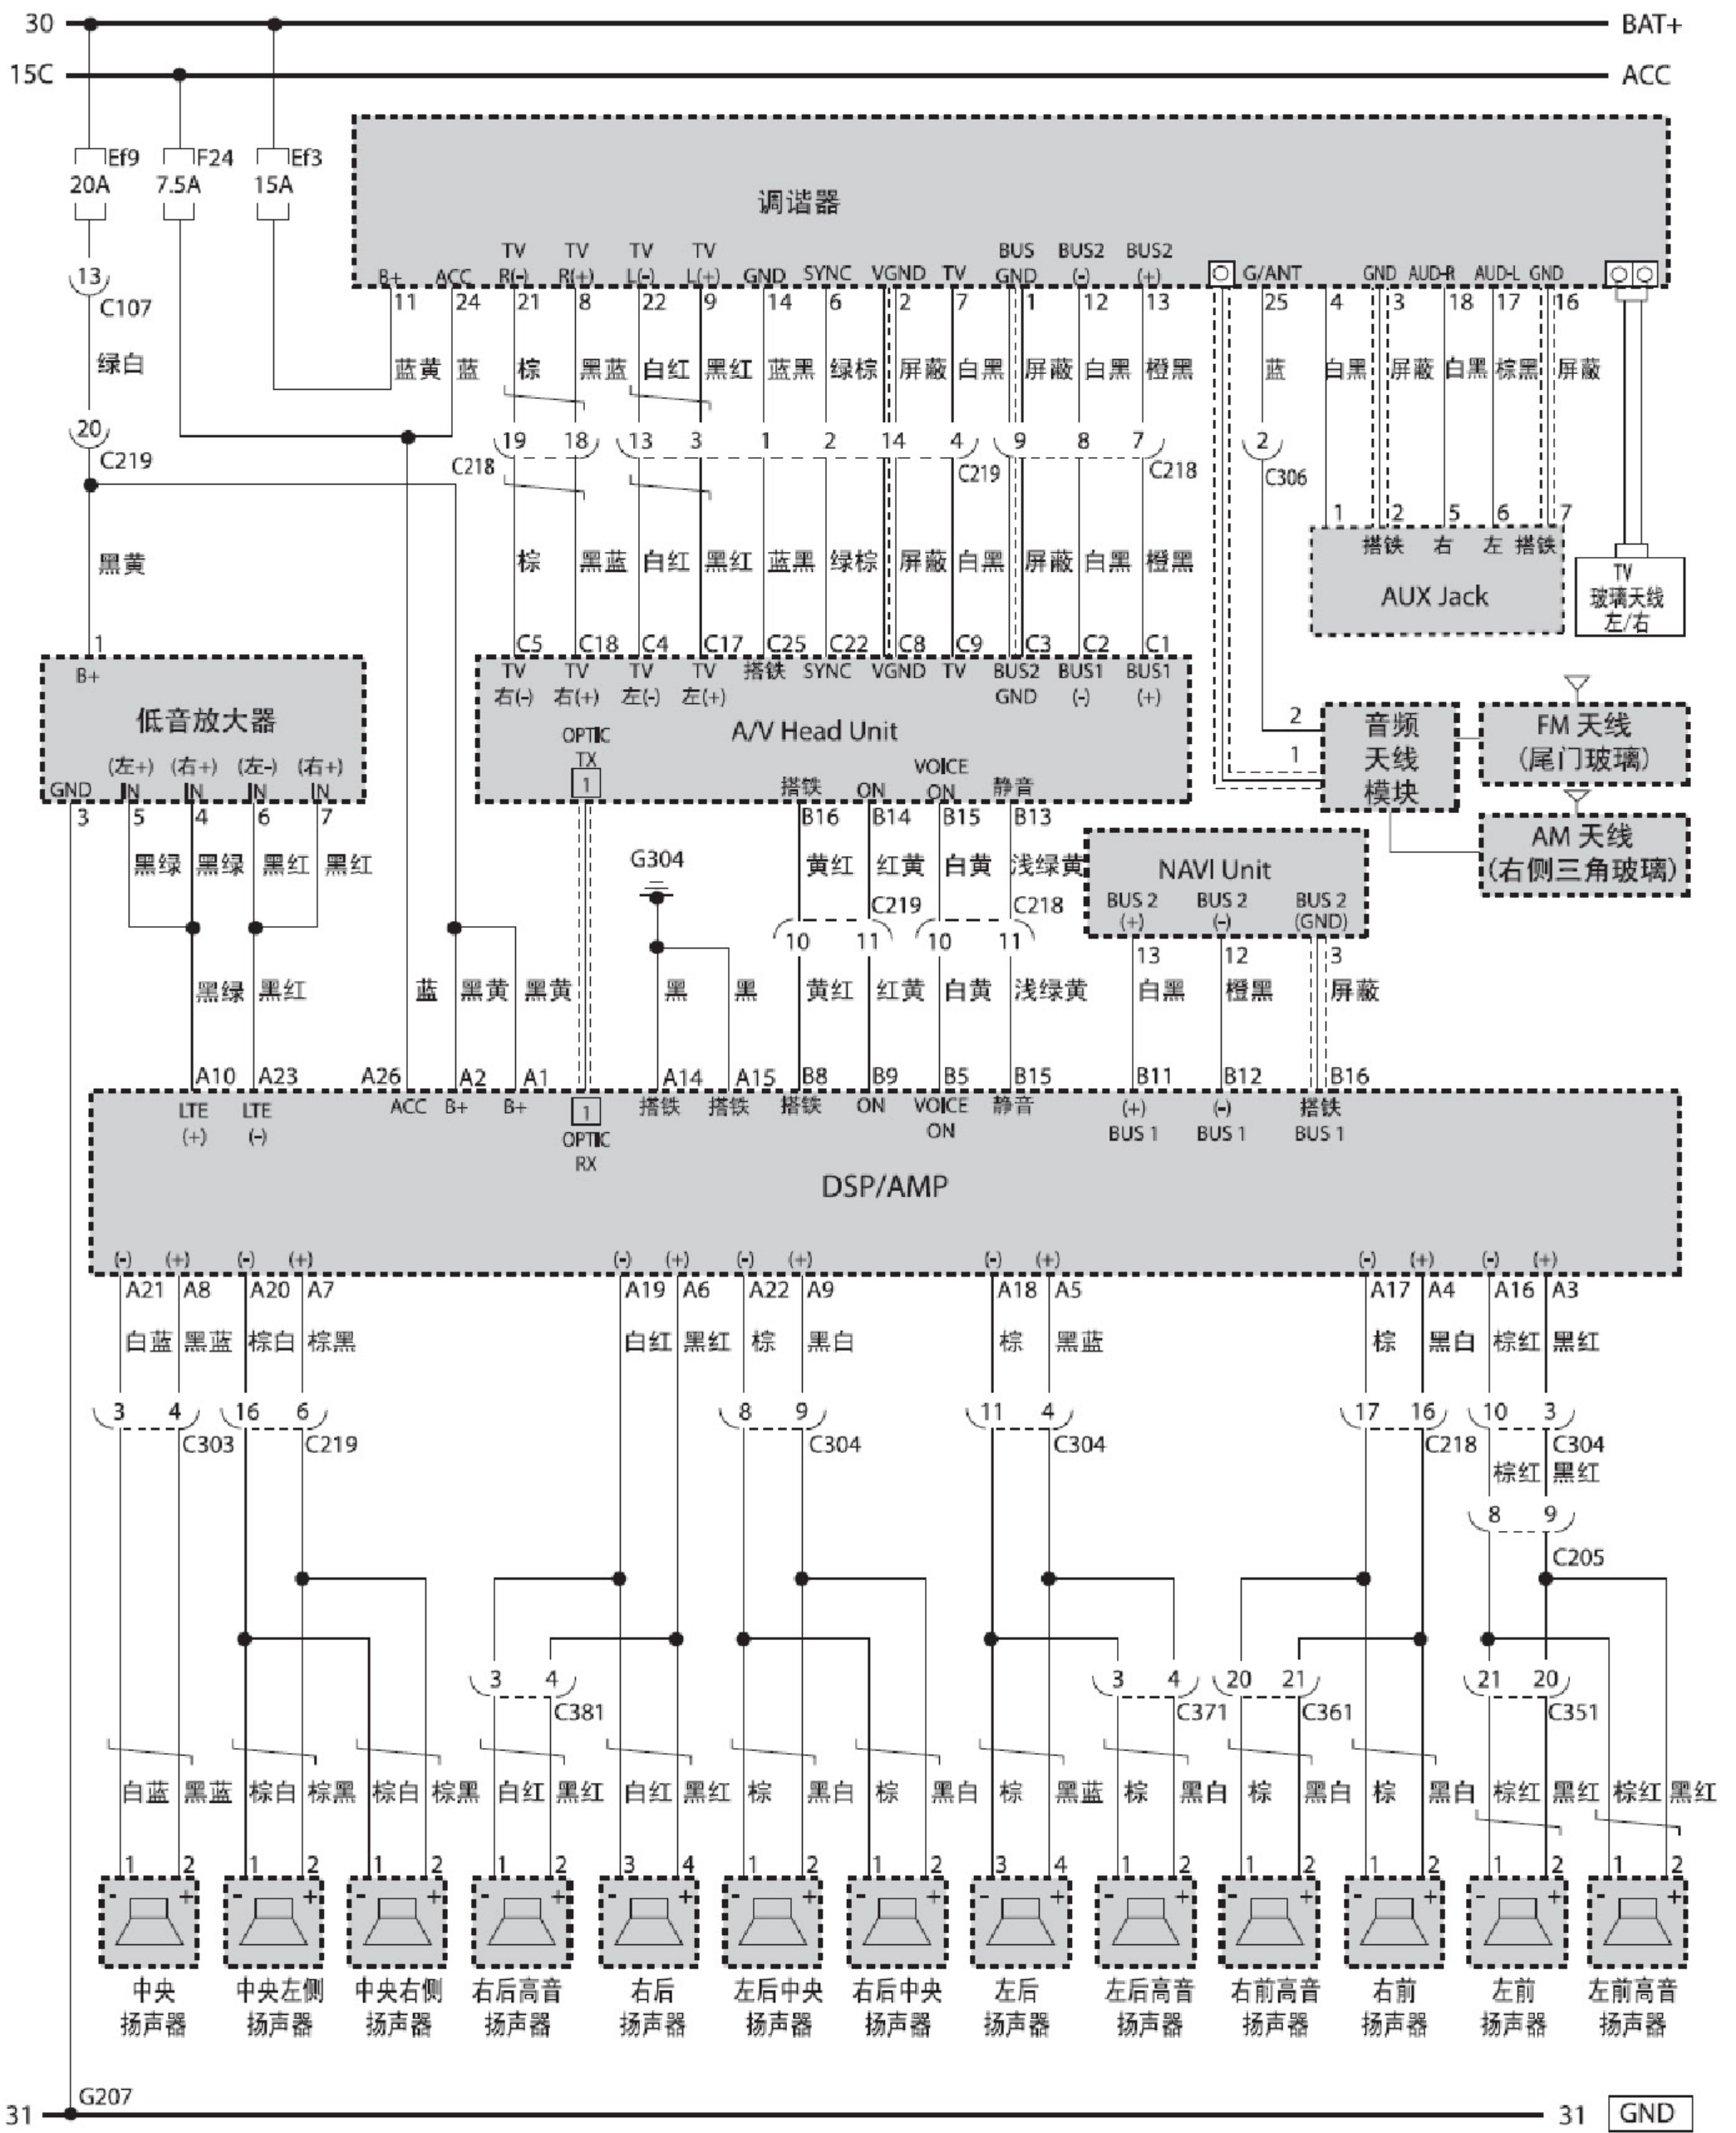 30 BAT+
15C ACC
Ef9 F24 Ef3
20A 7.5A 15A
调谐器
TV TV TV TV BUS BUS2 BUS2
B+ ACC R(-) R(+) L(-) L(+) GND SYNC VGND TV GND (-) (+) G/ANT GND AUD-R AUD-L GND
13 11 24 21 8 22 9 14 6 2 7 1 12 13 25 4 3 18 17 16
C107
绿白 蓝黄 蓝 棕 黑蓝 白红 黑红 蓝黑 绿棕 屏蔽 白黑 屏蔽 白黑 橙黑 蓝 白黑 屏蔽 白黑 棕黑 屏蔽
20 19 18 13 3 1 2 14 4 9 8 7 2
C219 C218 C219 C218 C306
1 2 5 6 7
搭铁 右 左 搭铁
黑黄 棕 黑蓝 白红 黑红 蓝黑 绿棕 屏蔽 白黑 屏蔽 白黑 橙黑
AUX Jack
TV
玻璃天线
左/右
1 C5 C18 C4 C17 C25 C22 C8 C9 C3 C2 C1
B+ TV TV TV TV 搭铁 SYNC VGND TV BUS2 BUS1 BUS1
右(-) 右(+) 左(-) 左(+) GND (-) (+)
低音放大器 OPTIC A/V Head Unit 2 音频 FM 天线
TX 1 天线 (尾门玻璃)
(左+) (右+) (左-) (右+) VOICE 模块
GND IN IN IN IN 1 搭铁 ON ON 静音
3 5 4 6 7 B16 B14 B15 B13 AM 天线
黑绿 黑绿 黑红 黑红 G304 黄红 红黄 白黄 浅绿黄 NAVI Unit (右侧三角玻璃)
C219 C218 BUS 2 BUS 2 BUS 2
(+) (-) (GND)
10 11 10 11 13 12 3
黑绿 黑红 蓝 黑黄 黑黄 黑 黑 黄红 红黄 白黄 浅绿黄 白黑 橙黑 屏蔽
A10 A23 A26 A2 A1 A14 A15 B8 B9 B5 B15 B11 B12 B16
LTE LTE ACC B+ B+ 1 搭铁 搭铁 搭铁 ON VOICE 静音 (+) (-) 搭铁
(+) (-) OPTIC ON BUS 1 BUS 1 BUS 1
RX
DSP/AMP
(-) (+) (-) (+) (-) (+) (-) (+) (-) (+) (-) (+) (-) (+)
A21 A8 A20 A7 A19 A6 A22 A9 A18 A5 A17 A4 A16 A3
白蓝 黑蓝 棕白 棕黑 白红 黑红 棕 黑白 棕 黑蓝 棕 黑白 棕红 黑红
3 4 16 6 8 9 11 4 17 16 10 3
C303 C219 C304 C304 C218 C304
棕红 黑红
8 9
C205
3 4 3 4 20 21 21 20
C381 C371 C361 C351
白蓝 黑蓝 棕白 棕黑 棕白 棕黑 白红 黑红 白红 黑红 棕 黑白 棕 黑白 棕 黑蓝 棕 黑白 棕 黑白 棕 黑白 棕红 黑红 棕红 黑红
1 2 1 2 1 2 1 2 3 4 1 2 1 2 3 4 1 2 1 2 1 2 1 2 1 2
- + - + - + - + - + - + - + - + - + - + - + - + - +
中央 中央左侧 中央右侧 右后高音 右后 左后中央 右后中央 左后 左后高音 右前高音 右前 左前 左前高音
扬声器 扬声器 扬声器 扬声器 扬声器 扬声器 扬声器 扬声器 扬声器 扬声器 扬声器 扬声器 扬声器
G207
31 31 GND